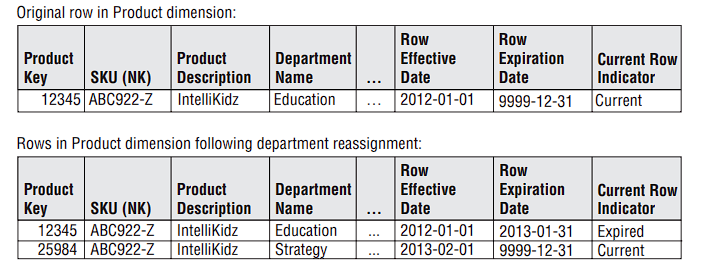 Original row in Product dimension:
Row Row
Product Product Department Effective Expiration Current Row
Key SKU (NK) Description Name ... Date Date Indicator
12345 ABC922-Z IntelliKidz Education ... 2012-01-01 9999-12-31 Current
Rows in Product dimension following department reassignment:
Row Row
Product Product Department Effective Expiration Current Row
Key SKU (NK) Description Name ... Date Date Indicator
12345 ABC922-Z IntelliKidz Education ... 2012-01-01 2013-01-31 Expired
25984 ABC922-Z IntelliKidz Strategy ... 2013-02-01 9999-12-31 Current